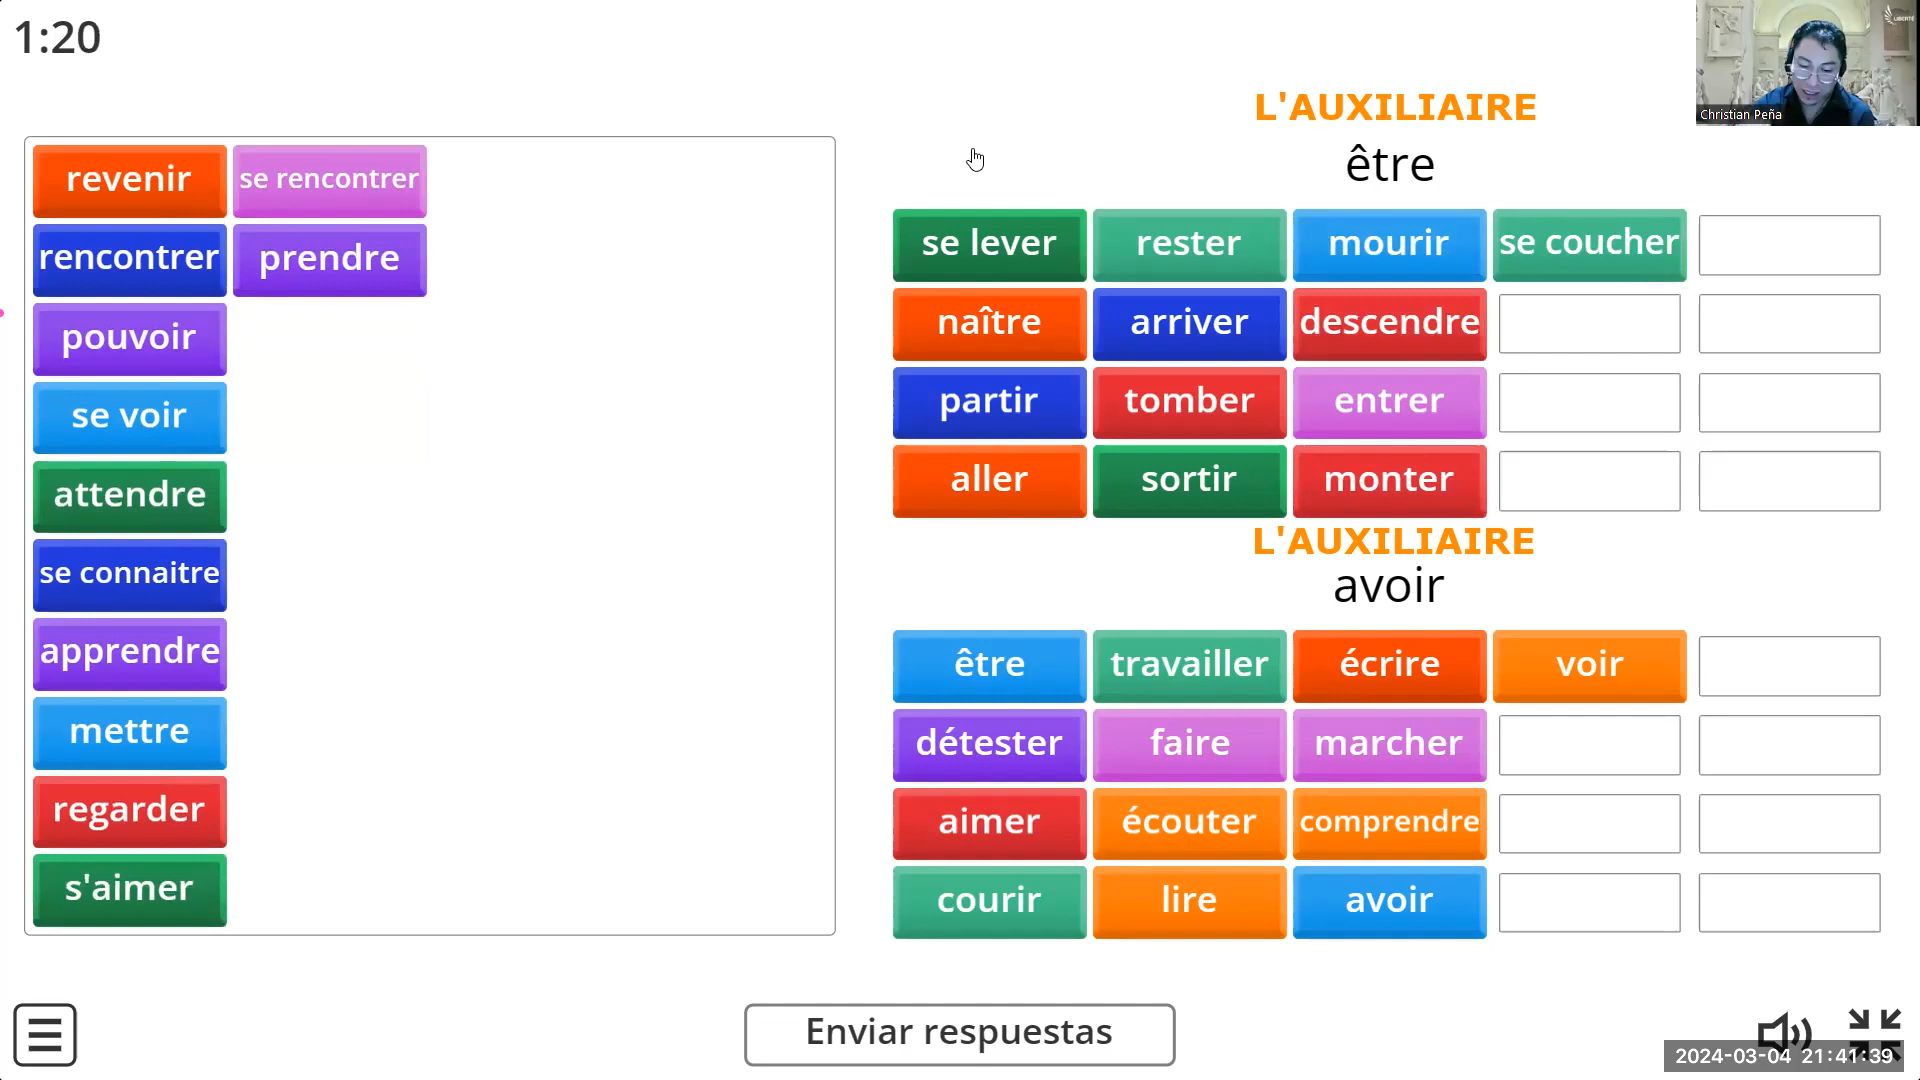 1:20
LIBERTÉ
Christian Peña
L'AUXILIAIRE
être
revenir se rencontrer
rencontrer prendre
pouvoir
se voir
attendre
se connaitre
apprendre
mettre
regarder
s'aimer
se lever rester mourir se coucher
naître arriver descendre
partir tomber entrer
aller sortir monter
L'AUXILIAIRE
avoir
être travailler écrire voir
détester faire marcher
aimer écouter comprendre
courir lire avoir
Enviar respuestas
2024-03-04 21:41:39